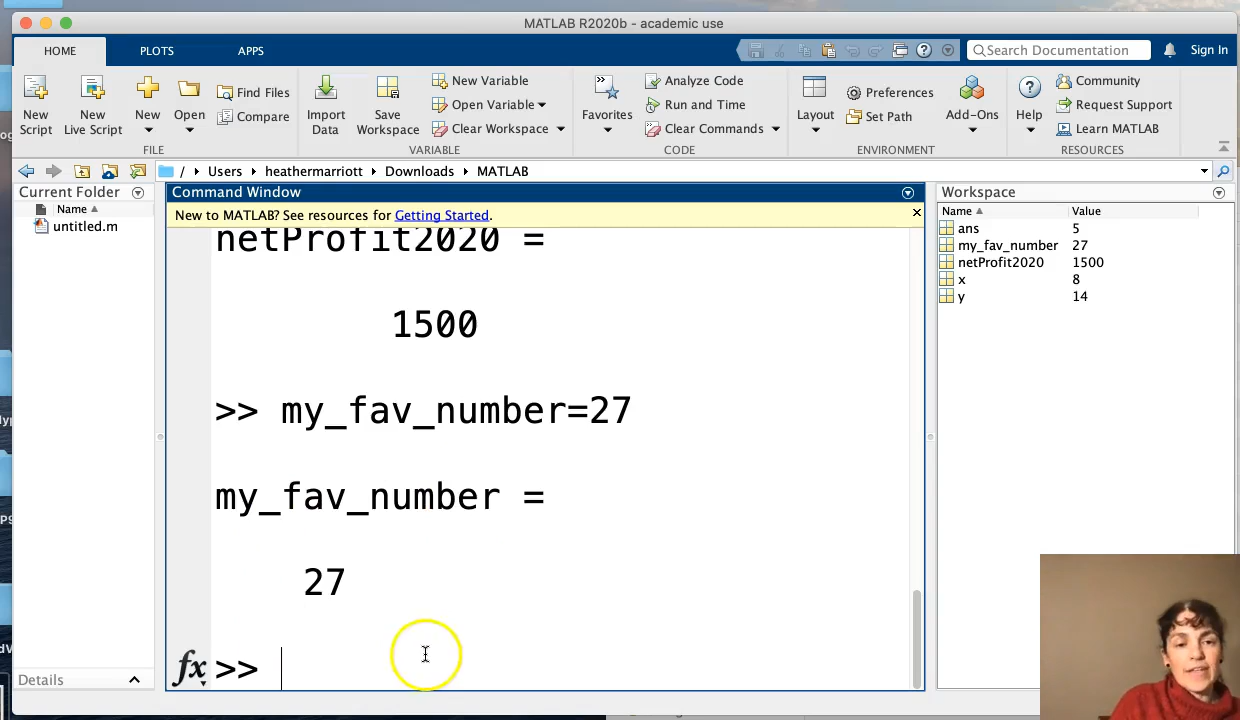 MATLAB R2020b - academic use
HOME PLOTS APPS
Search Documentation
Sign In
New Script
New Live Script
New
Open
Find Files
Compare
FILE
Import Data
Save Workspace
New Variable
Open Variable
Clear Workspace
VARIABLE
Favorites
Analyze Code
Run and Time
Clear Commands
CODE
Layout
Preferences
Set Path
Add-Ons
ENVIRONMENT
Help
Community
Request Support
Learn MATLAB
RESOURCES
/ Users heathermarriott Downloads MATLAB
Current Folder
Name
untitled.m
Details
Command Window
New to MATLAB? See resources for Getting Started.
netProfit2020 =
1500
>> my_fav_number=27
my_fav_number =
27
fx >>
Workspace
Name Value
ans 5
my_fav_number 27
netProfit2020 1500
x 8
y 14